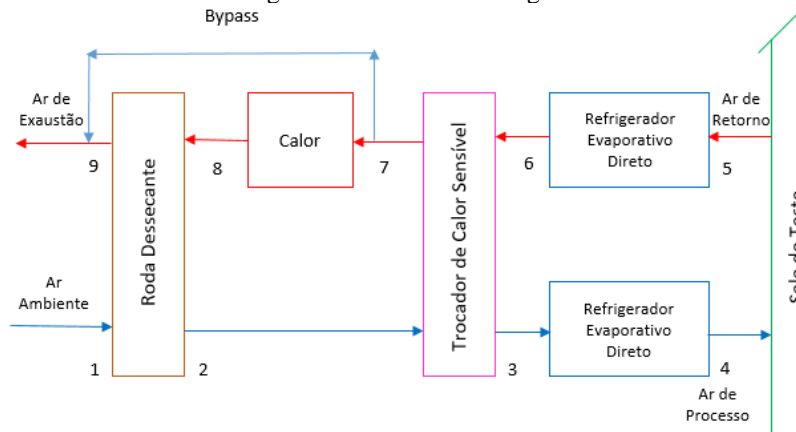 Bypass
Ar de
Exaustão
Roda Dessecante
Calor
Trocador de Calor Sensível
Refrigerador
Evaporativo
Direto
Ar de
Retorno
9
8
7
6
5
Ar
Ambiente
Refrigerador
Evaporativo
Direto
1
2
3
4
Ar de
Processo